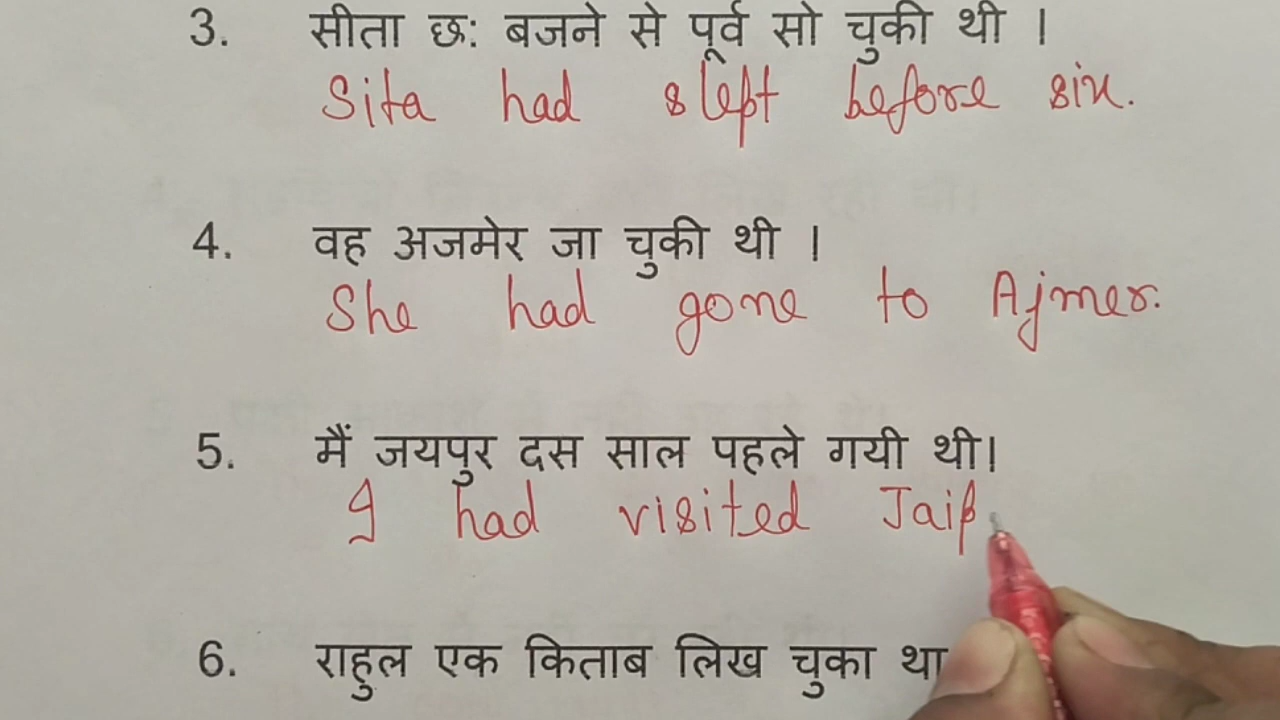 3. सीता छ: बजने से पूर्व सो चुकी थी ।
Sita had slept before six.
4. वह अजमेर जा चुकी थी ।
She had gone to Ajmer.
5. मैं जयपुर दस साल पहले गयी थी।
I had visited Jaip
6. राहुल एक किताब लिख चुका था